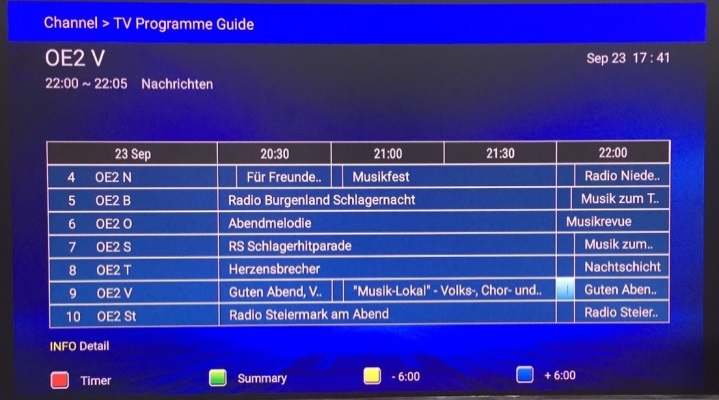 Channel > TV Programme Guide
OE2 V
Sep 23 17:41
22:00 ~ 22:05 Nachrichten
23 Sep 20:30 21:00 21:30 22:00
4 OE2 N Für Freunde.. Musikfest Radio Niede..
5 OE2 B Radio Burgenland Schlagernacht Musik zum T..
6 OE2 O Abendmelodie Musikrevue
7 OE2 S RS Schlagerhitparade Musik zum..
8 OE2 T Herzensbrecher Nachtschicht
9 OE2 V Guten Abend, V.. "Musik-Lokal" - Volks-, Chor- und.. Guten Aben..
10 OE2 St Radio Steiermark am Abend Radio Steier..
INFO Detail
Timer Summary - 6:00 + 6:00